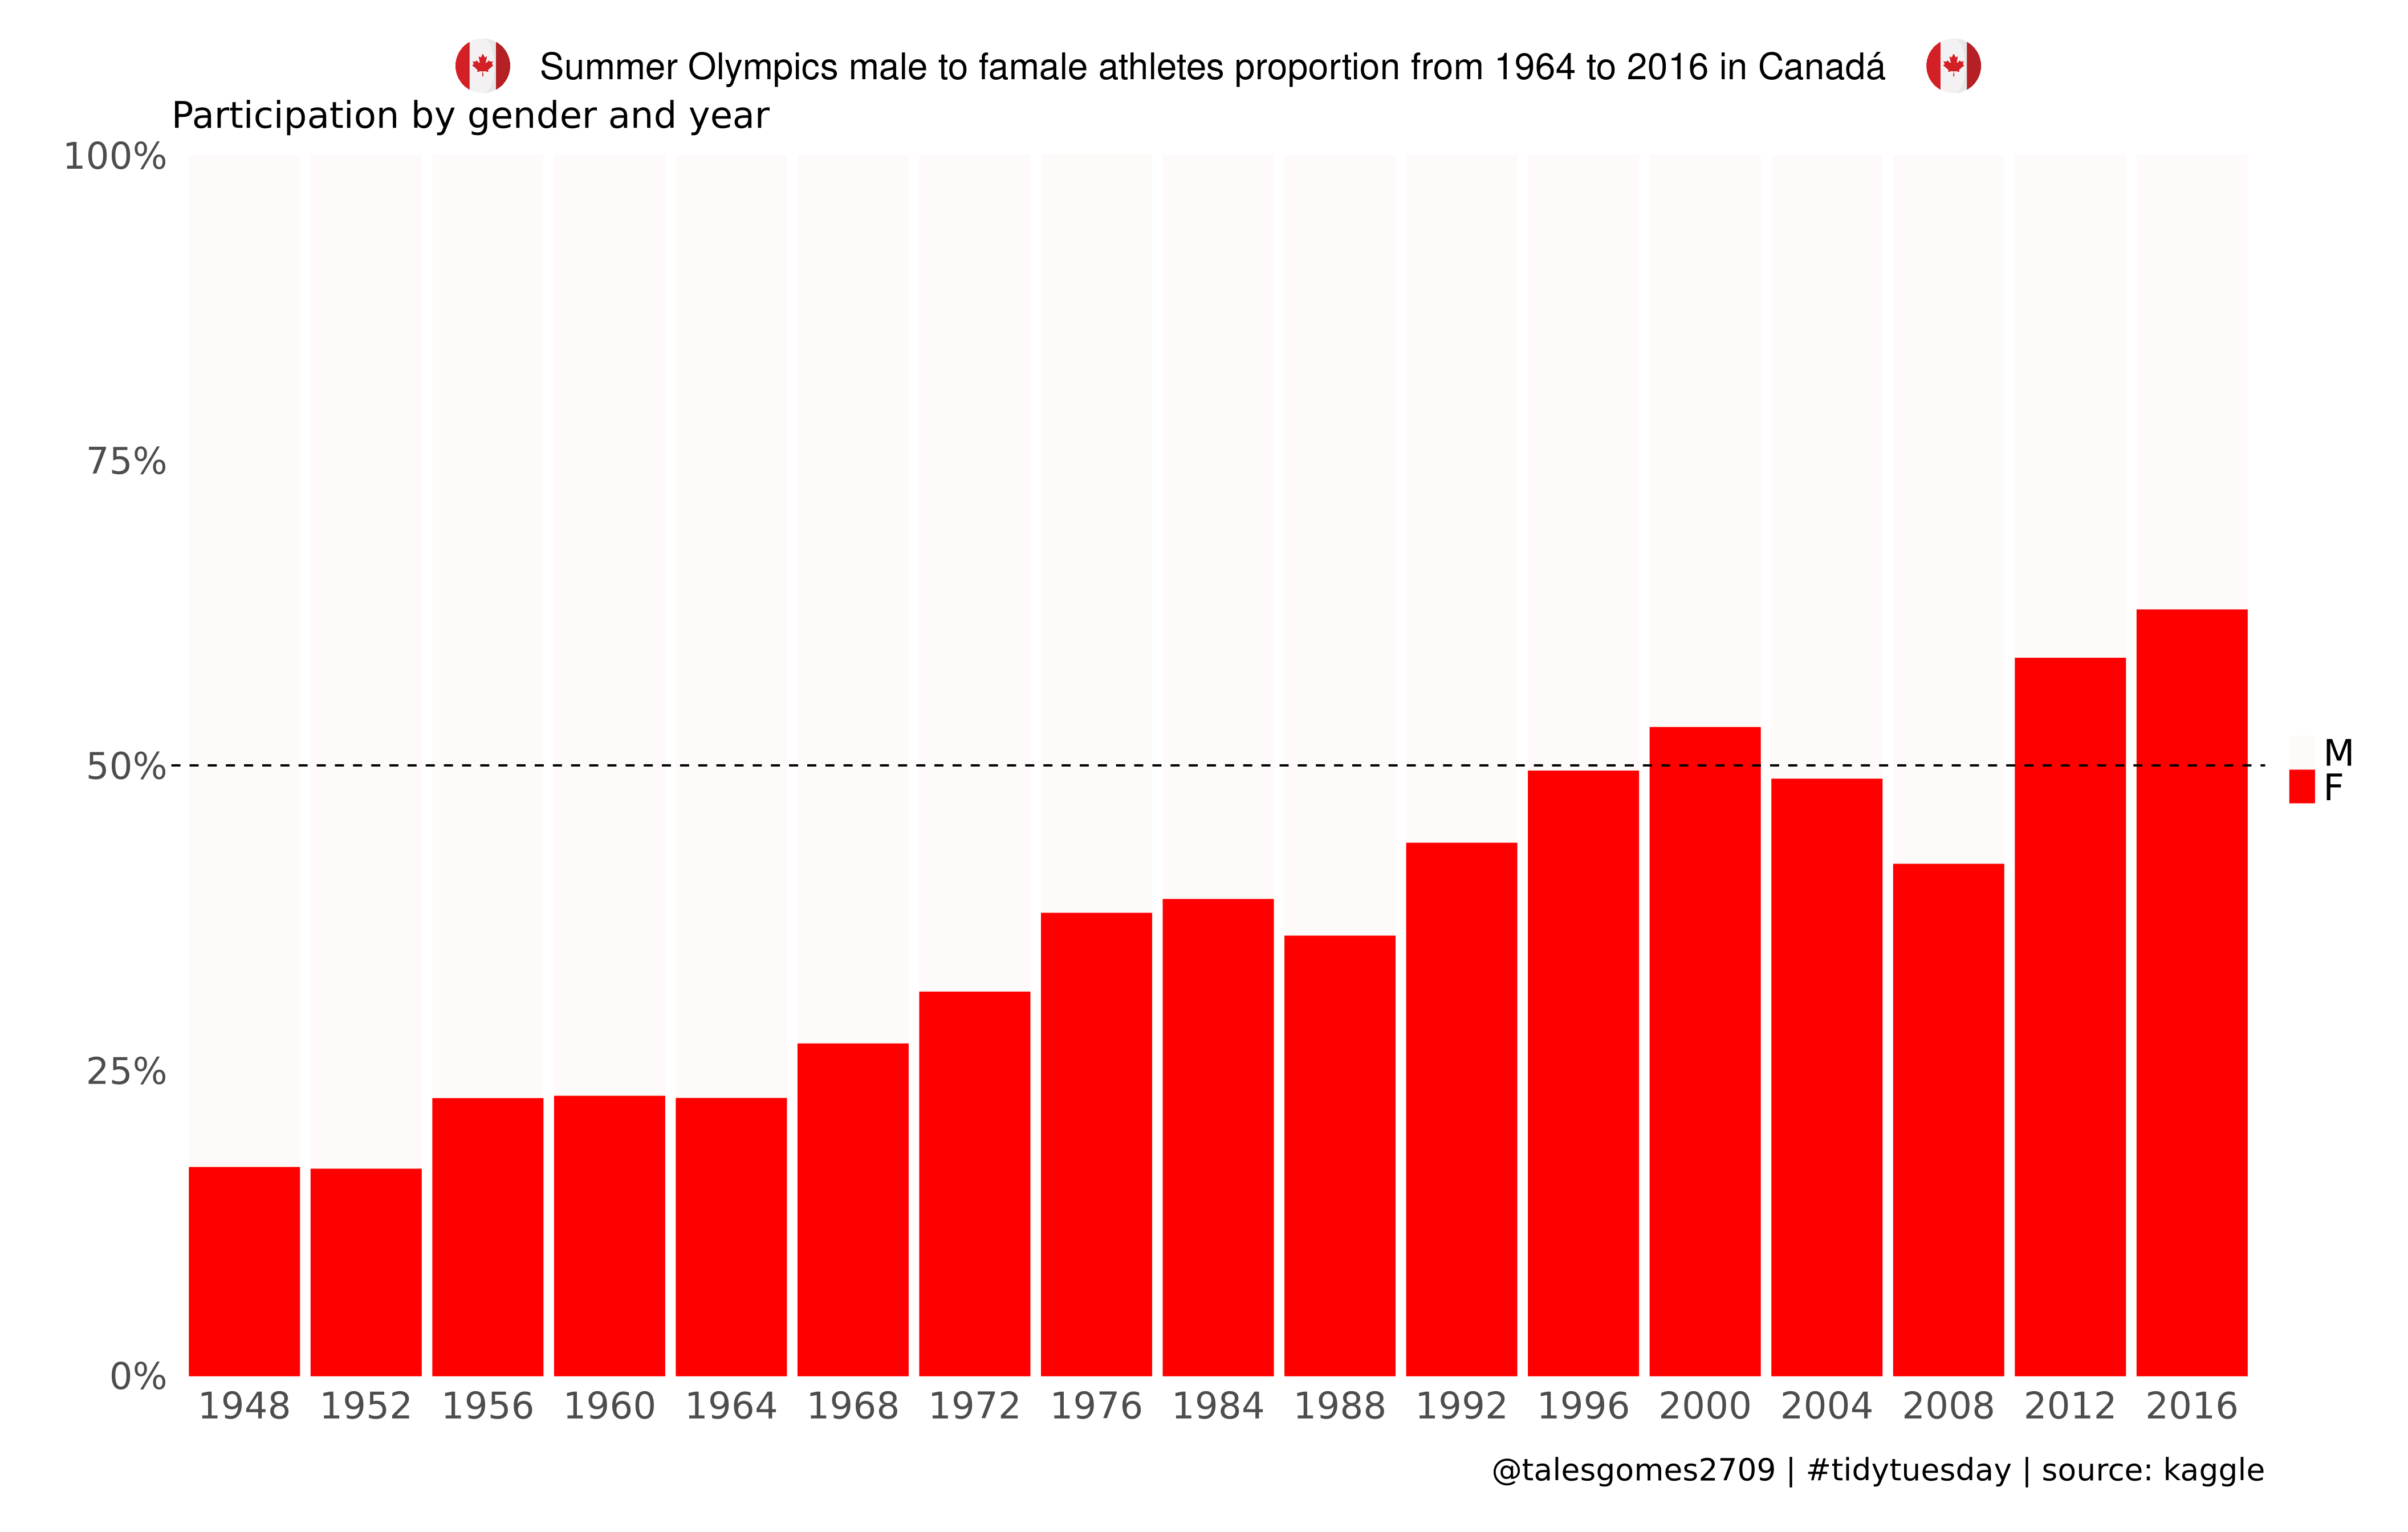 Summer Olympics male to famale athletes proportion from 1964 to 2016 in Canadá
Participation by gender and year
100%
75%
50%
25%
0%
M
F
1948 1952 1956 1960 1964 1968 1972 1976 1984 1988 1992 1996 2000 2004 2008 2012 2016
@talesgomes2709 | #tidytuesday | source: kaggle